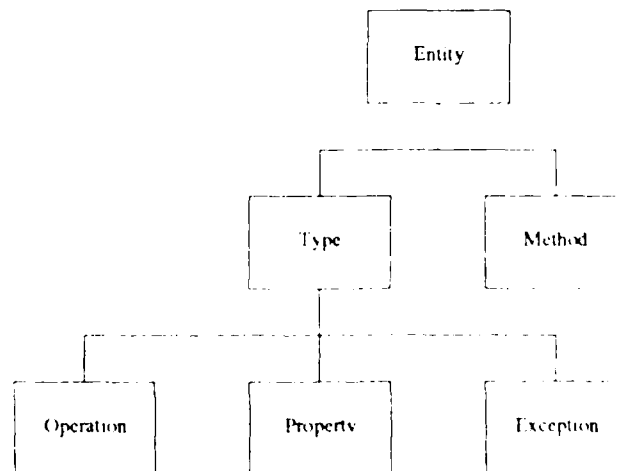 Entity
Type
Method
Operation
Property
Exception